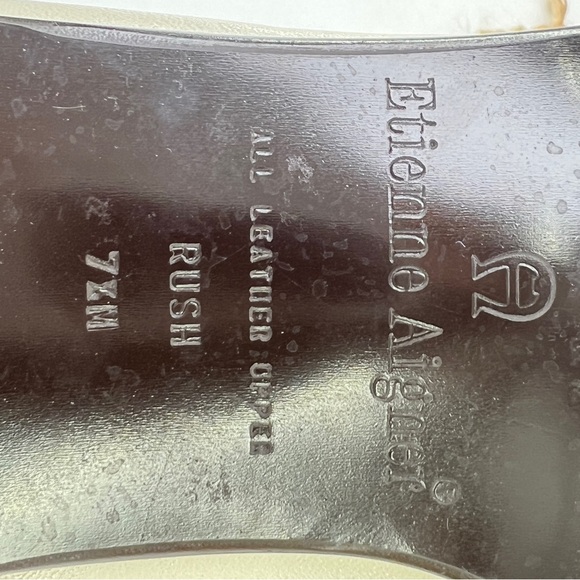 Etienne Aigner®
ALL LEATHER UPPER
RUSH
7½M